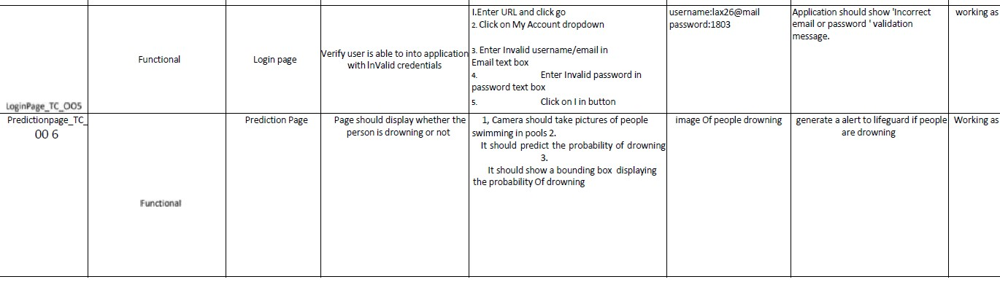 LoginPage_TC_OO5
Functional
Login page
Verify user is able to into application
with lnValid credentials
I.Enter URL and click go
2. Click on My Account dropdown
3. Enter Invalid username/email in
Email text box
4. Enter Invalid password in
password text box
5. Click on I in button
username:lax26@mail
password:1803
Application should show 'Incorrect
email or password ' validation
message.
working as
Predictionpage_TC_
00 6
Functional
Prediction Page
Page should display whether the
person is drowning or not
1, Camera should take pictures of people
swimming in pools 2.
It should predict the probability of drowning
3.
It should show a bounding box displaying
the probability Of drowning
image Of people drowning
generate a alert to lifeguard if people
are drowning
Working as